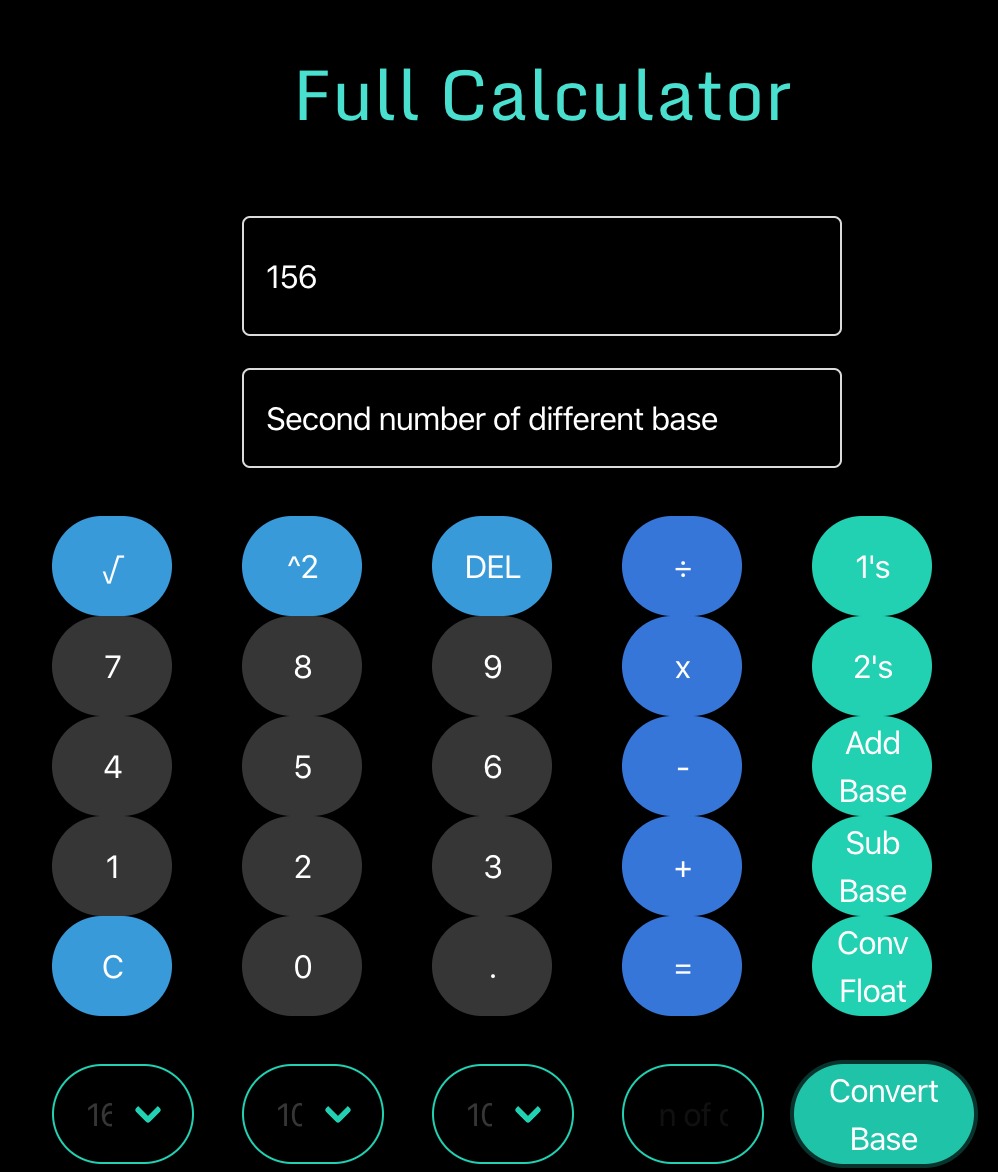 Full Calculator
156
Second number of different base
√ ^2 DEL ÷ 1's
7 8 9 x 2's
4 5 6 - Add Base
1 2 3 + Sub Base
C 0 . = Conv Float
16 10 10 n of Convert Base